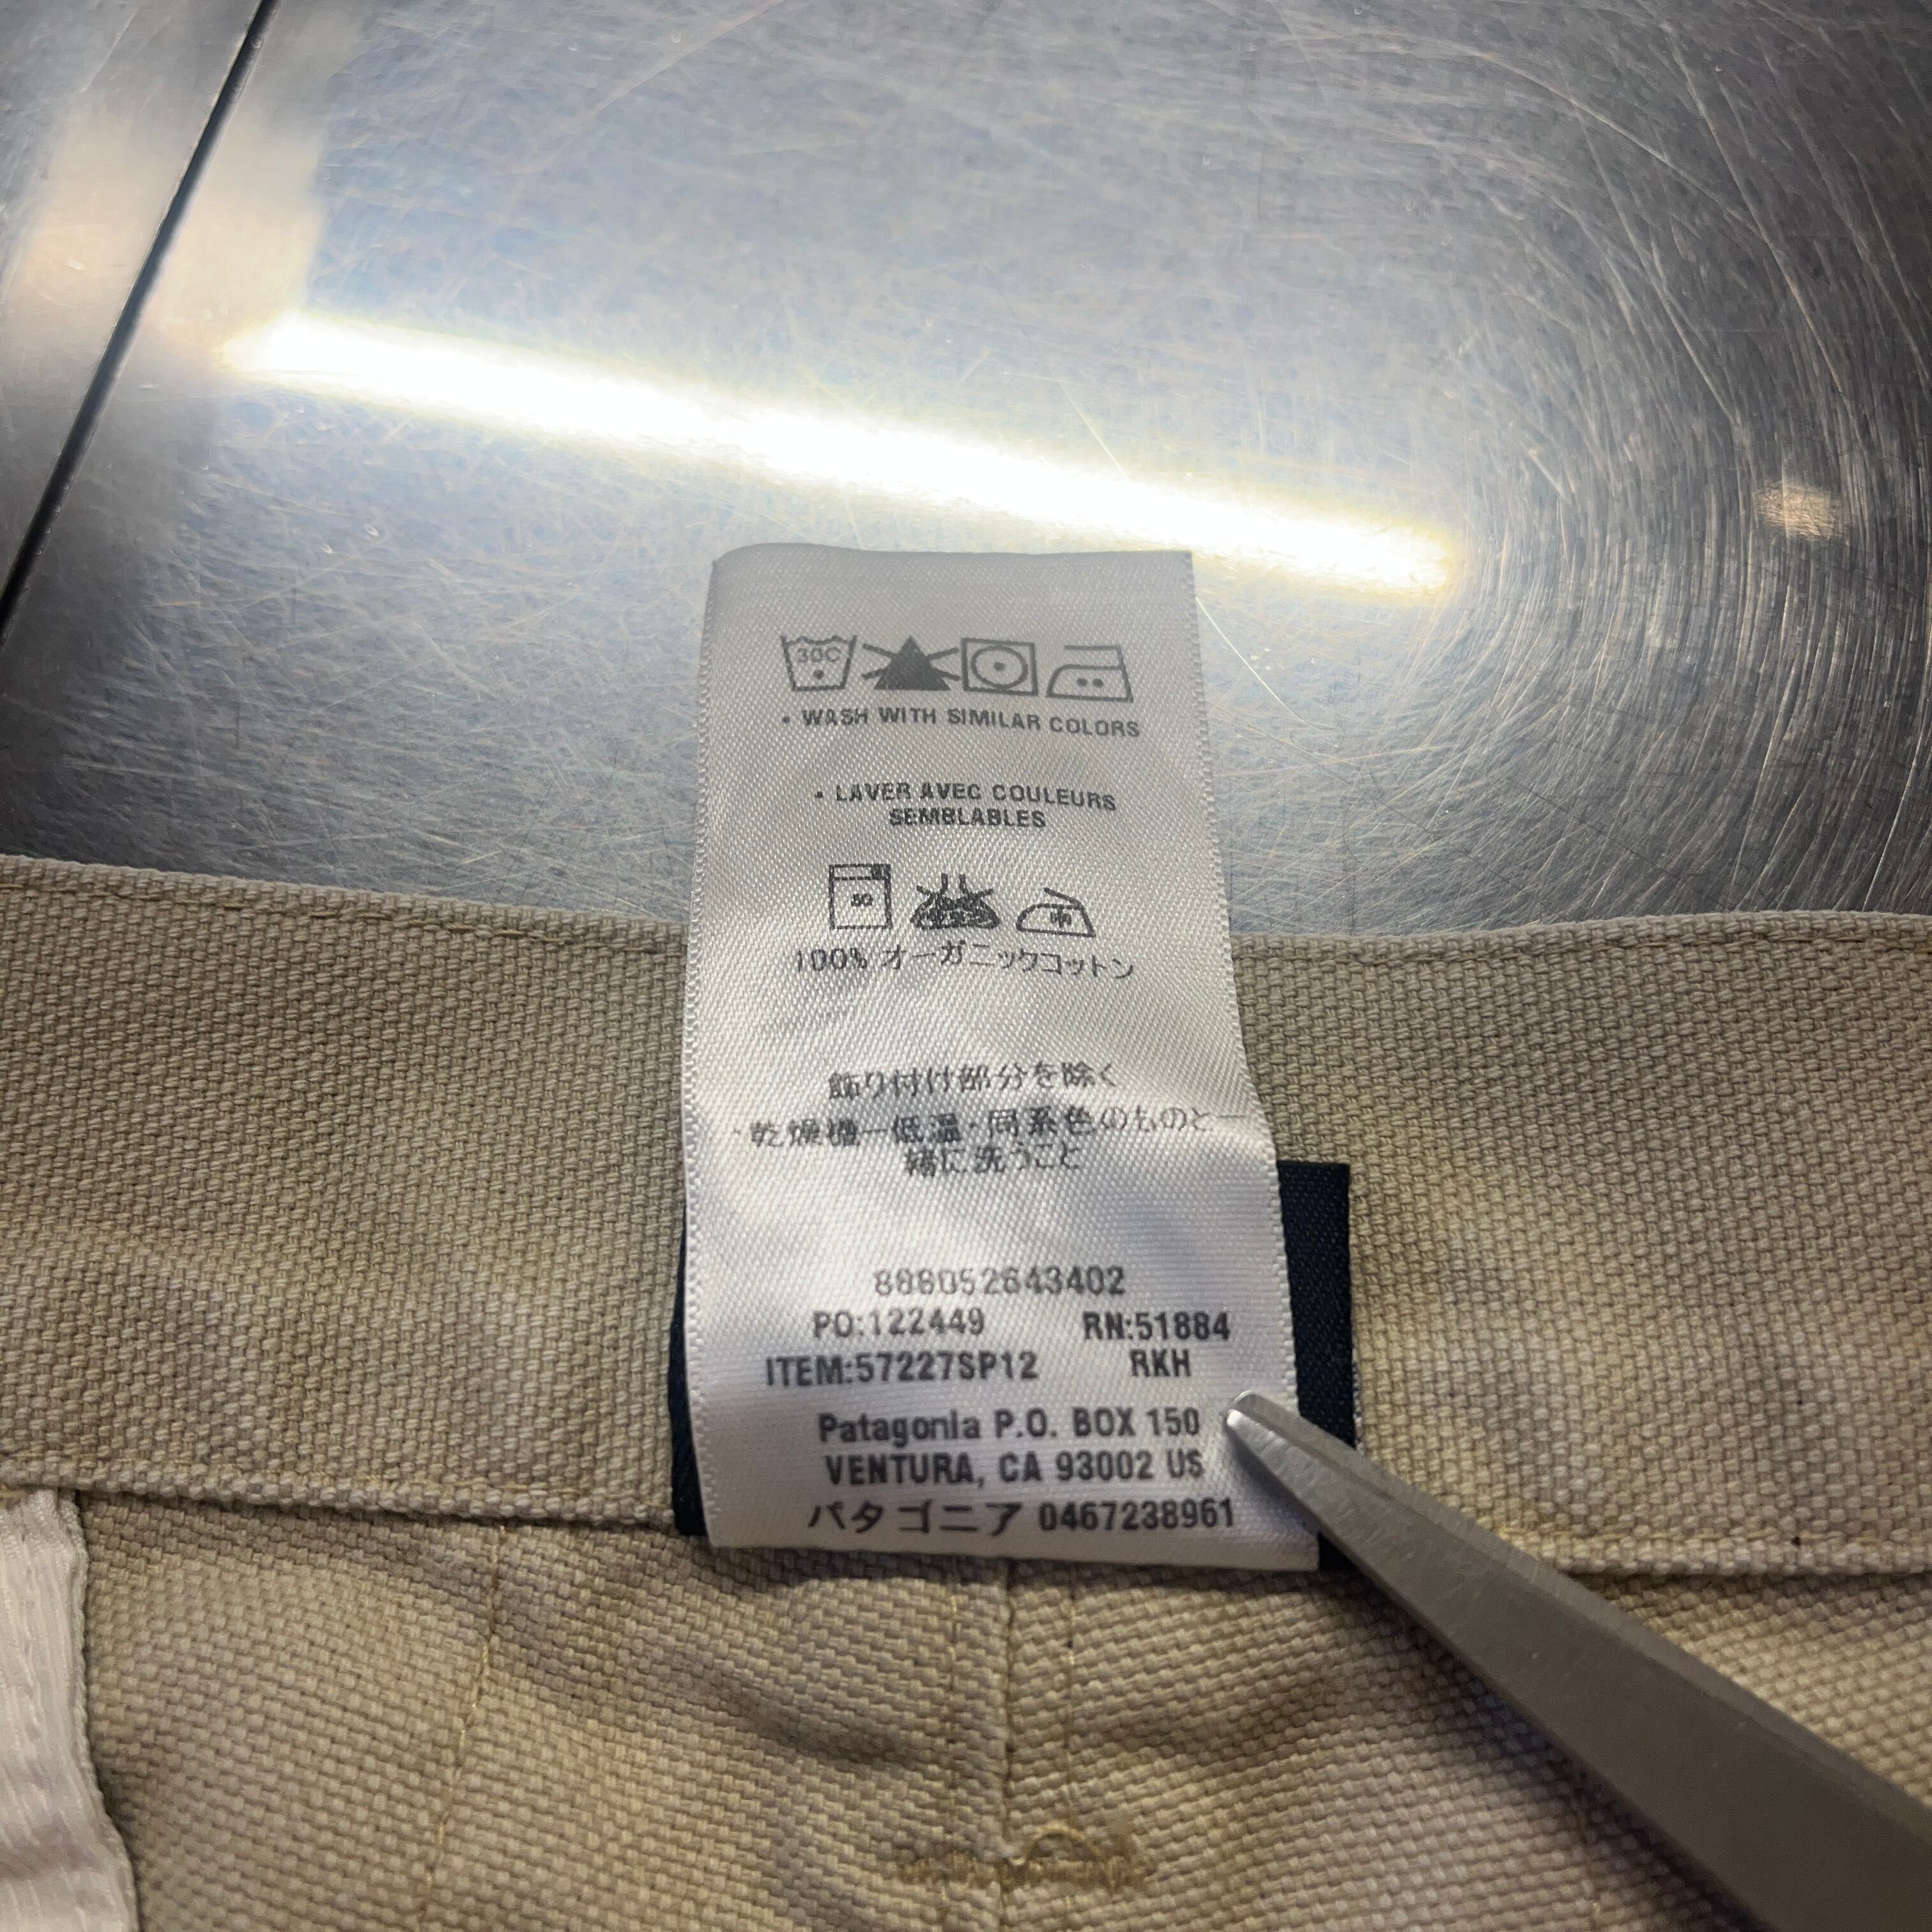 30C
• WASH WITH SIMILAR COLORS
• LAVER AVEC COULEURS
SEMBLABLES
100% オーガニックコットン
飾り付け部分を除く
・乾燥機ー低温・同系色のものと一
緒に洗うこと
888052643402
PO:122449 RN:51884
ITEM:57227SP12 RKH
Patagonia P.O. BOX 150
VENTURA, CA 93002 US
パタゴニア 0467238961